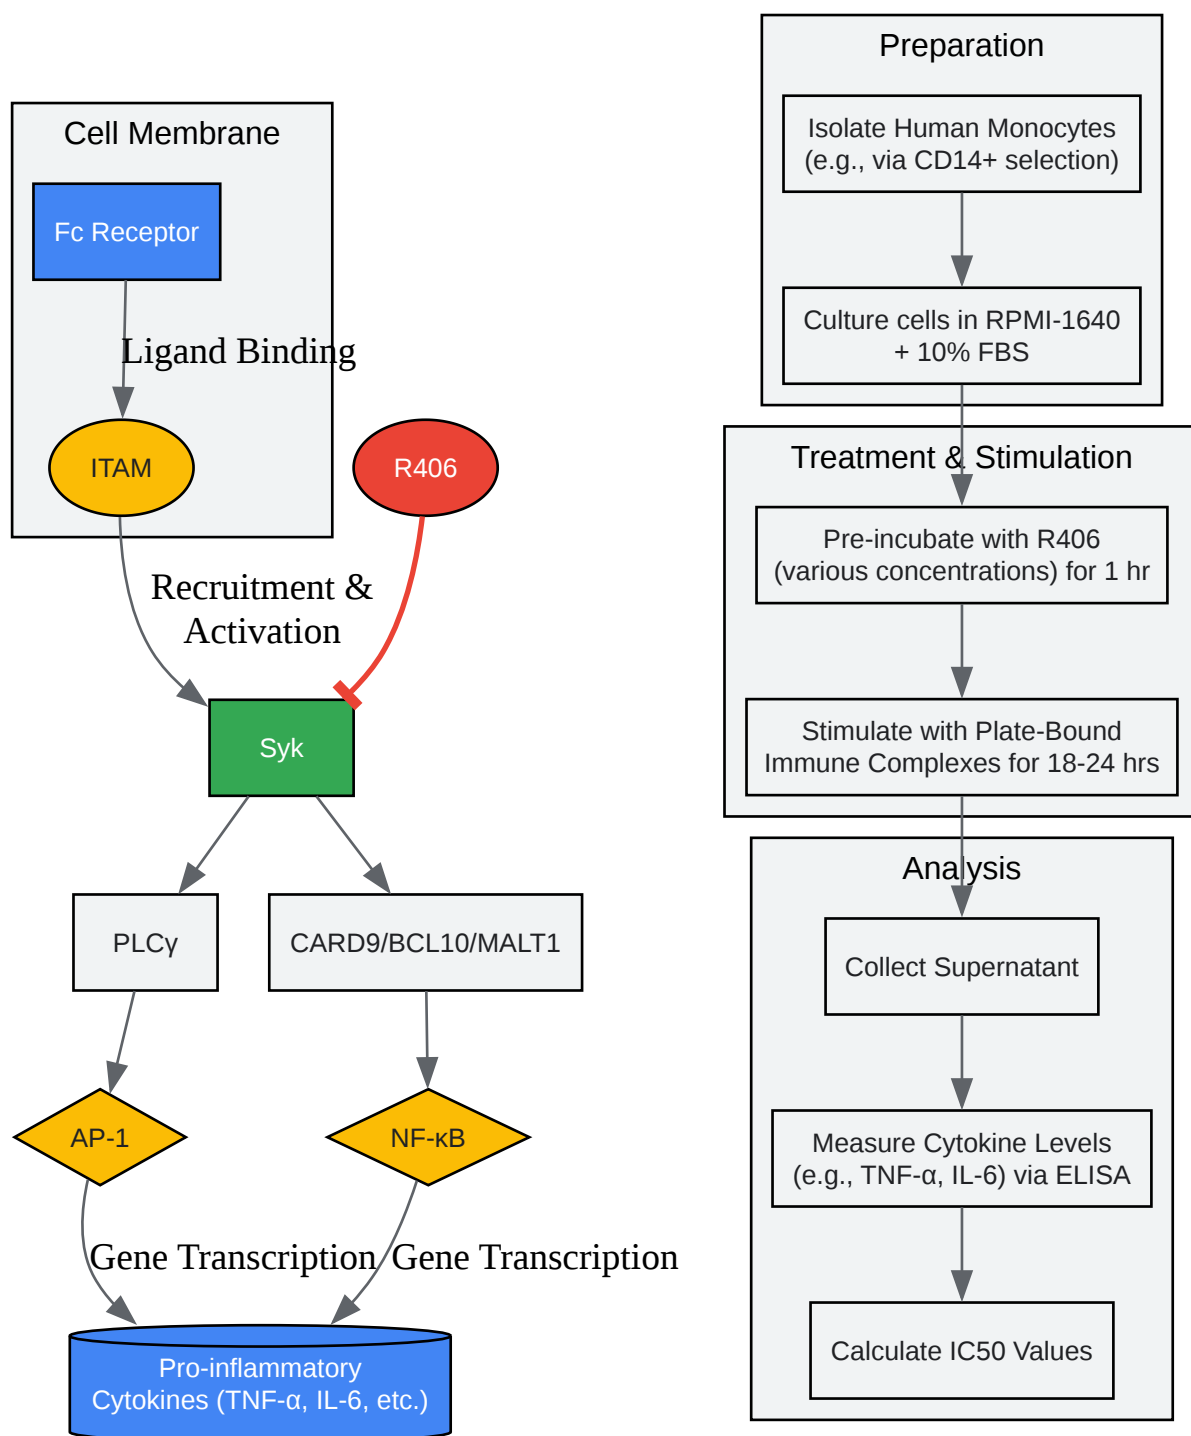 Cell Membrane
Fc Receptor
Ligand Binding
ITAM
R406
Recruitment &
Activation
Syk
PLCγ
CARD9/BCL10/MALT1
AP-1
NF-κB
Gene Transcription
Gene Transcription
Pro-inflammatory
Cytokines (TNF-α, IL-6, etc.)
Preparation
Isolate Human Monocytes
(e.g., via CD14+ selection)
Culture cells in RPMI-1640
+ 10% FBS
Treatment & Stimulation
Pre-incubate with R406
(various concentrations) for 1 hr
Stimulate with Plate-Bound
Immune Complexes for 18-24 hrs
Analysis
Collect Supernatant
Measure Cytokine Levels
(e.g., TNF-α, IL-6) via ELISA
Calculate IC50 Values